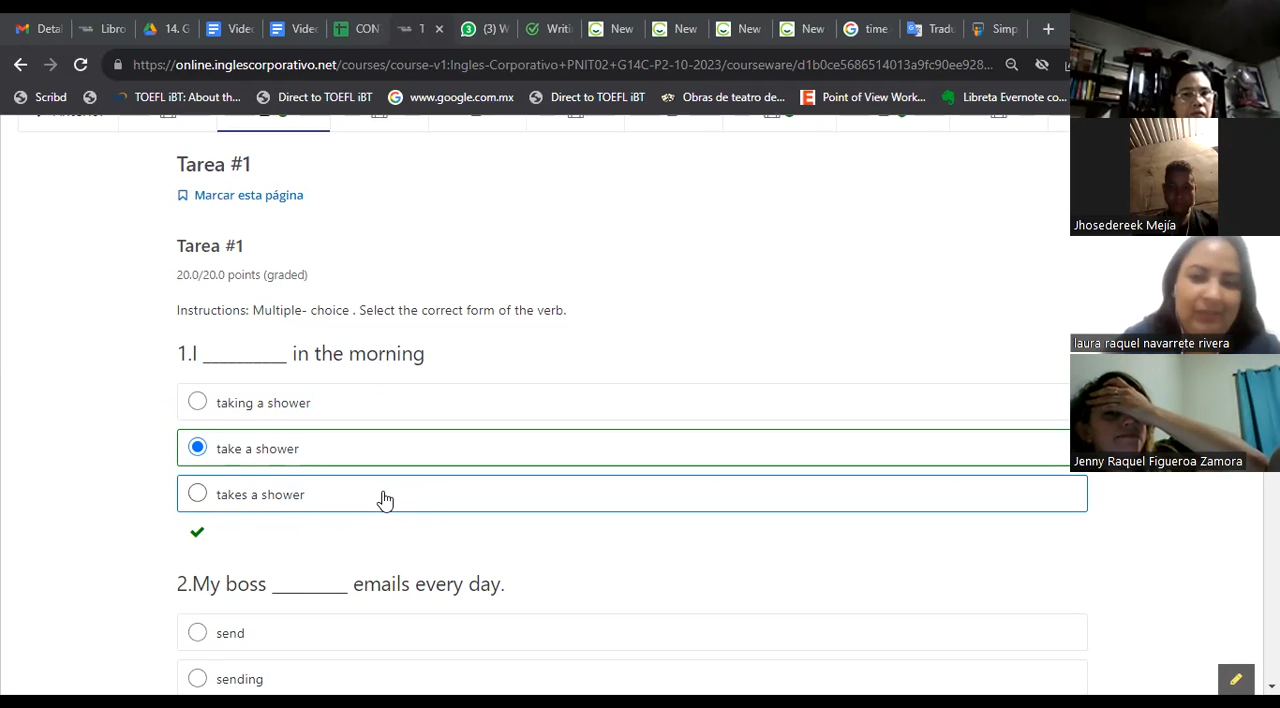 Detal
Libro
14. G
Videc
Videc
CON
1
(3) W
Writi
New
New
New
New
time
Tradu
Simp
https://online.inglescorporativo.net/courses/course-v1:Ingles-Corporativo+PNIT02+G14C-P2-10-2023/courseware/d1b0ce5686514013a9fc90ee928...
Scribd
TOEFL iBT: About th...
Direct to TOEFL iBT
www.google.com.mx
Direct to TOEFL iBT
Obras de teatro de...
Point of View Work...
Libreta Evernote co...
Tarea #1
Marcar esta página
Tarea #1
20.0/20.0 points (graded)
Instructions: Multiple- choice . Select the correct form of the verb.
1.I __________ in the morning
taking a shower
take a shower
takes a shower
2.My boss ________ emails every day.
send
sending
Jhosedereek Mejía
laura raquel navarrete rivera
Jenny Raquel Figueroa Zamora